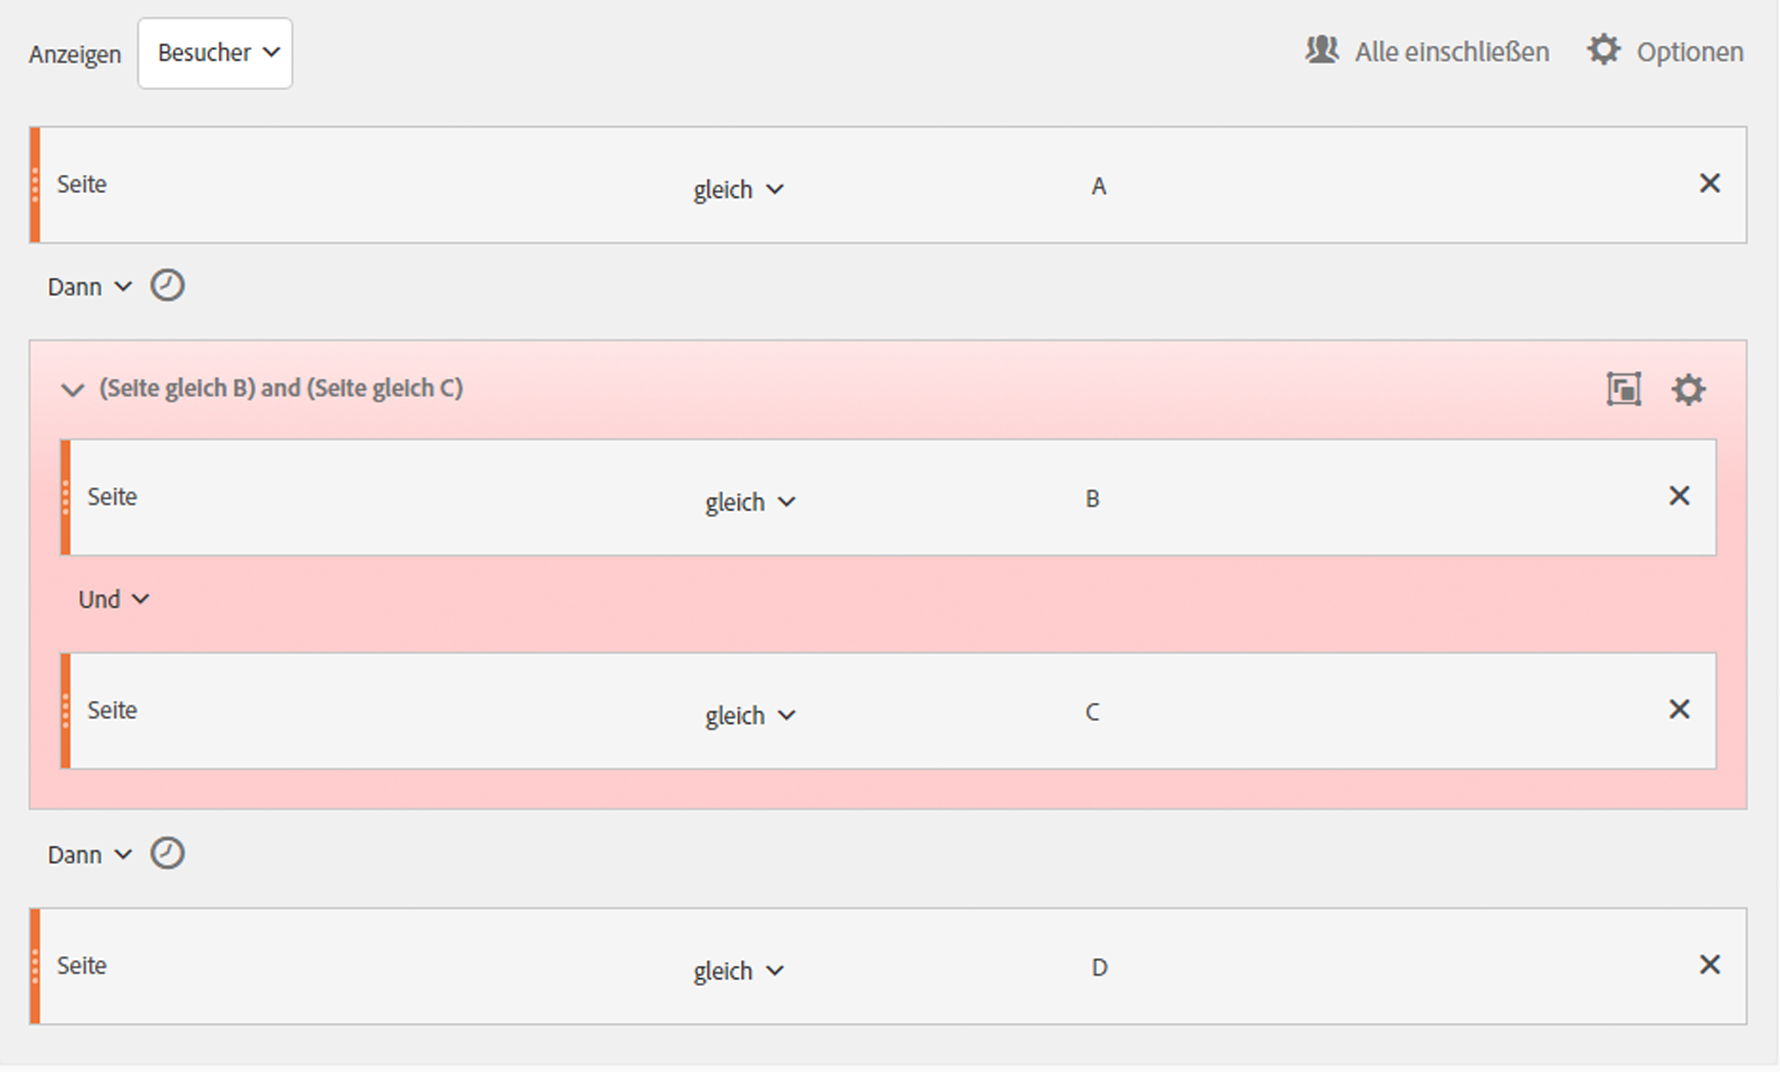 Anzeigen Besucher Alle einschließen Optionen
Seite gleich A
Dann
(Seite gleich B) and (Seite gleich C)
Seite gleich B
Und
Seite gleich C
Dann
Seite gleich D